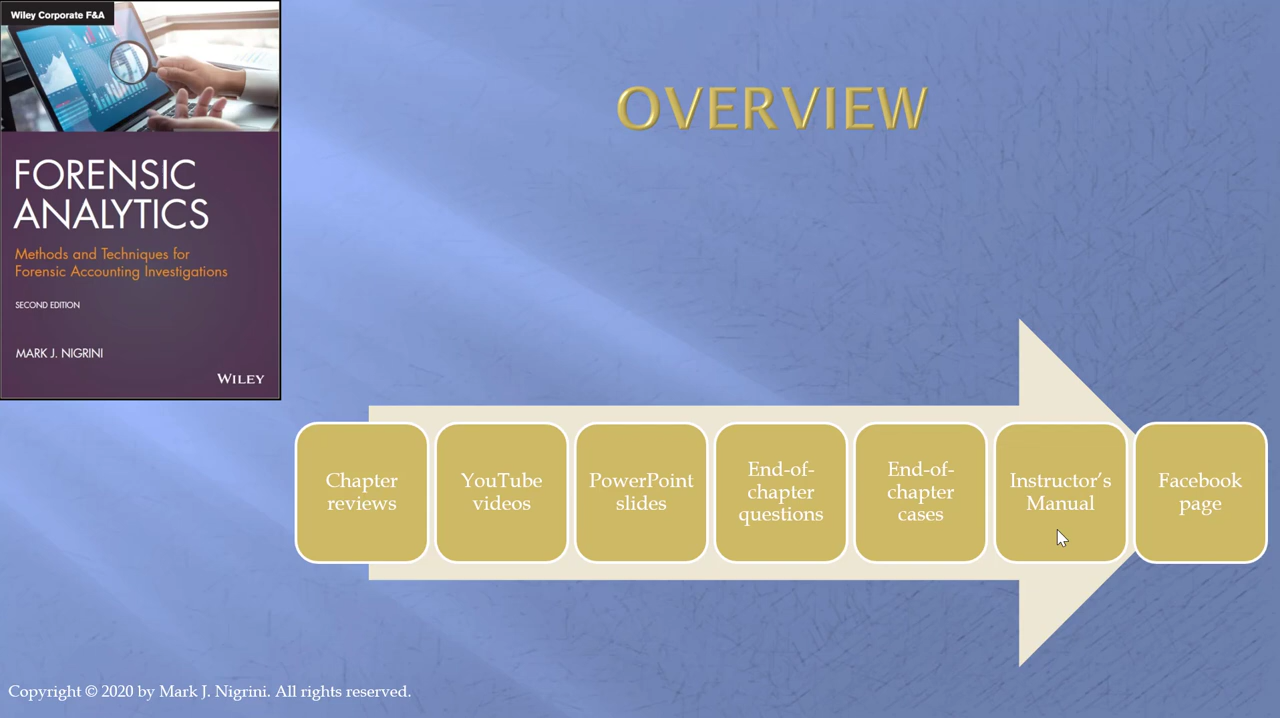 Wiley Corporate F&A
FORENSIC
ANALYTICS
Methods and Techniques for
Forensic Accounting Investigations
SECOND EDITION
MARK J. NIGRINI
WILEY
OVERVIEW
Chapter
reviews
YouTube
videos
PowerPoint
slides
End-of-
chapter
questions
End-of-
chapter
cases
Instructor’s
Manual
Facebook
page
Copyright © 2020 by Mark J. Nigrini. All rights reserved.